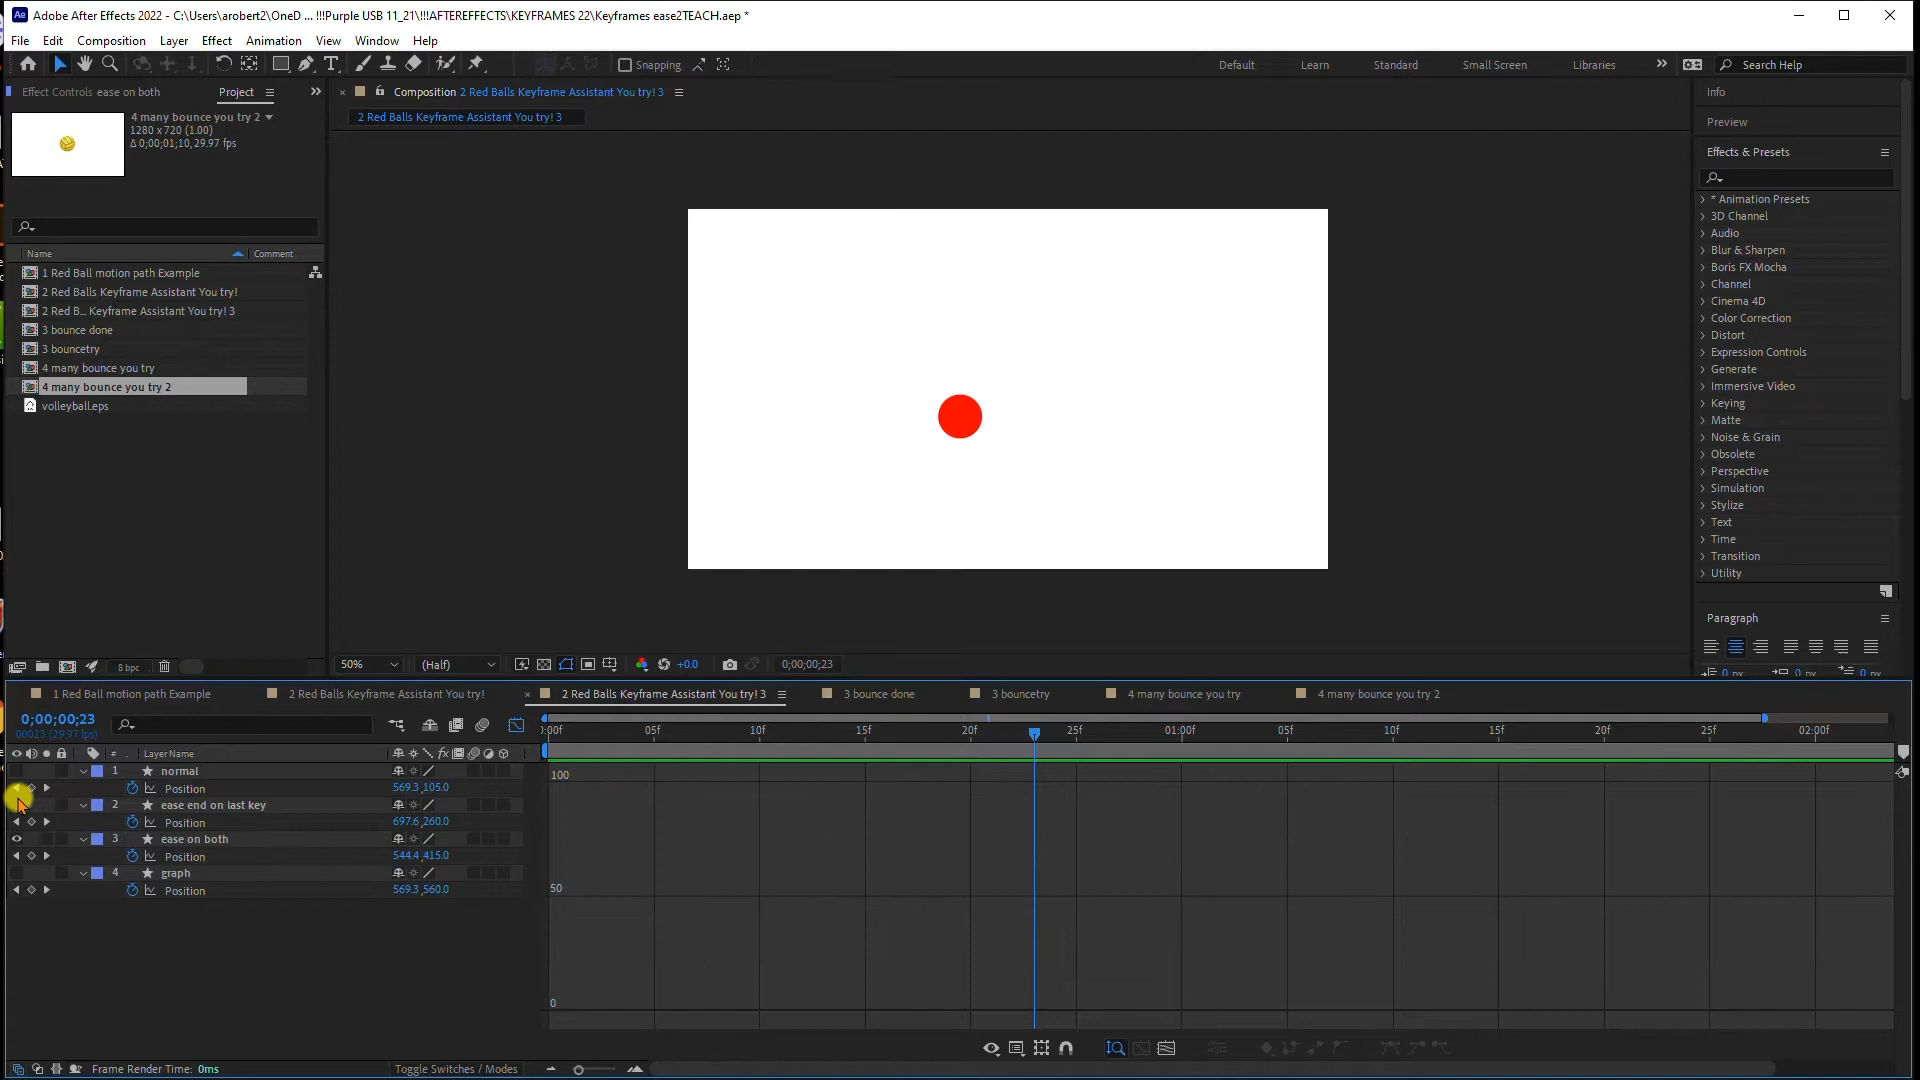 Adobe After Effects 2022 - C:\Users\arobert2\OneD ... !!!Purple USB 11_21\!!!AFTEREFFECTS\KEYFRAMES 22\Keyframes ease2TEACH.aep *
File Edit Composition Layer Effect Animation View Window Help
Snapping
Default Learn Standard Small Screen Libraries
Search Help
Effect Controls ease on both
Project
Composition 2 Red Balls Keyframe Assistant You try! 3
2 Red Balls Keyframe Assistant You try! 3
4 many bounce you try 2
1280 x 720 (1.00)
Δ 0;00;01;10, 29.97 fps
Name Comment
1 Red Ball motion path Example
2 Red Balls Keyframe Assistant You try!
2 Red B... Keyframe Assistant You try! 3
3 bounce done
3 bouncetry
4 many bounce you try
4 many bounce you try 2
volleyball.eps
8 bpc
50% (Half) +0.0 0;00;00;23
Info
Preview
Effects & Presets
* Animation Presets
3D Channel
Audio
Blur & Sharpen
Boris FX Mocha
Channel
Cinema 4D
Color Correction
Distort
Expression Controls
Generate
Immersive Video
Keying
Matte
Noise & Grain
Obsolete
Perspective
Simulation
Stylize
Text
Time
Transition
Utility
Paragraph
0 px 0 px 0 px
1 Red Ball motion path Example 2 Red Balls Keyframe Assistant You try! 2 Red Balls Keyframe Assistant You try! 3 3 bounce done 3 bouncetry 4 many bounce you try 4 many bounce you try 2
0;00;00;23
00023 (29.97 fps)
:00f 05f 10f 15f 20f 25f 01:00f 05f 10f 15f 20f 25f 02:00f
# Layer Name fx
1 normal
Position 569.3,105.0
2 ease end on last key
Position 697.6,260.0
3 ease on both
Position 544.4,415.0
4 graph
Position 569.3,560.0
100
50
0
Frame Render Time: 0ms
Toggle Switches / Modes